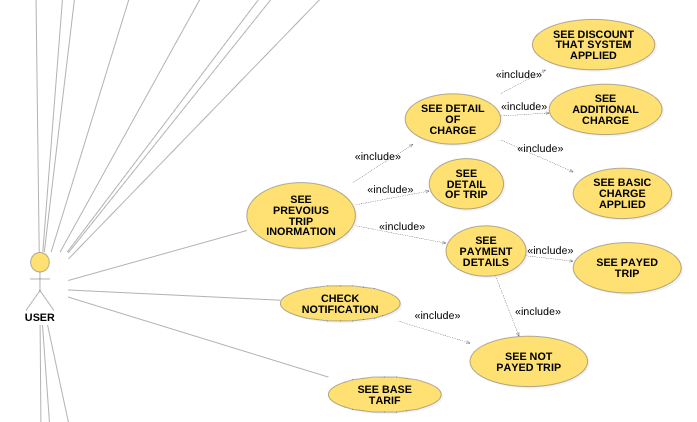 SEE DISCOUNT
THAT SYSTEM
APPLIED
«include»
SEE
ADDITIONAL
CHARGE
«include»
SEE DETAIL
OF
CHARGE
«include»
«include»
SEE BASIC
CHARGE
APPLIED
SEE
DETAIL
OF TRIP
«include»
SEE
PREVOIUS
TRIP
INORMATION
«include»
SEE
PAYMENT
DETAILS
«include»
SEE PAYED
TRIP
USER
CHECK
NOTIFICATION
«include»
«include»
SEE NOT
PAYED TRIP
SEE BASE
TARIF